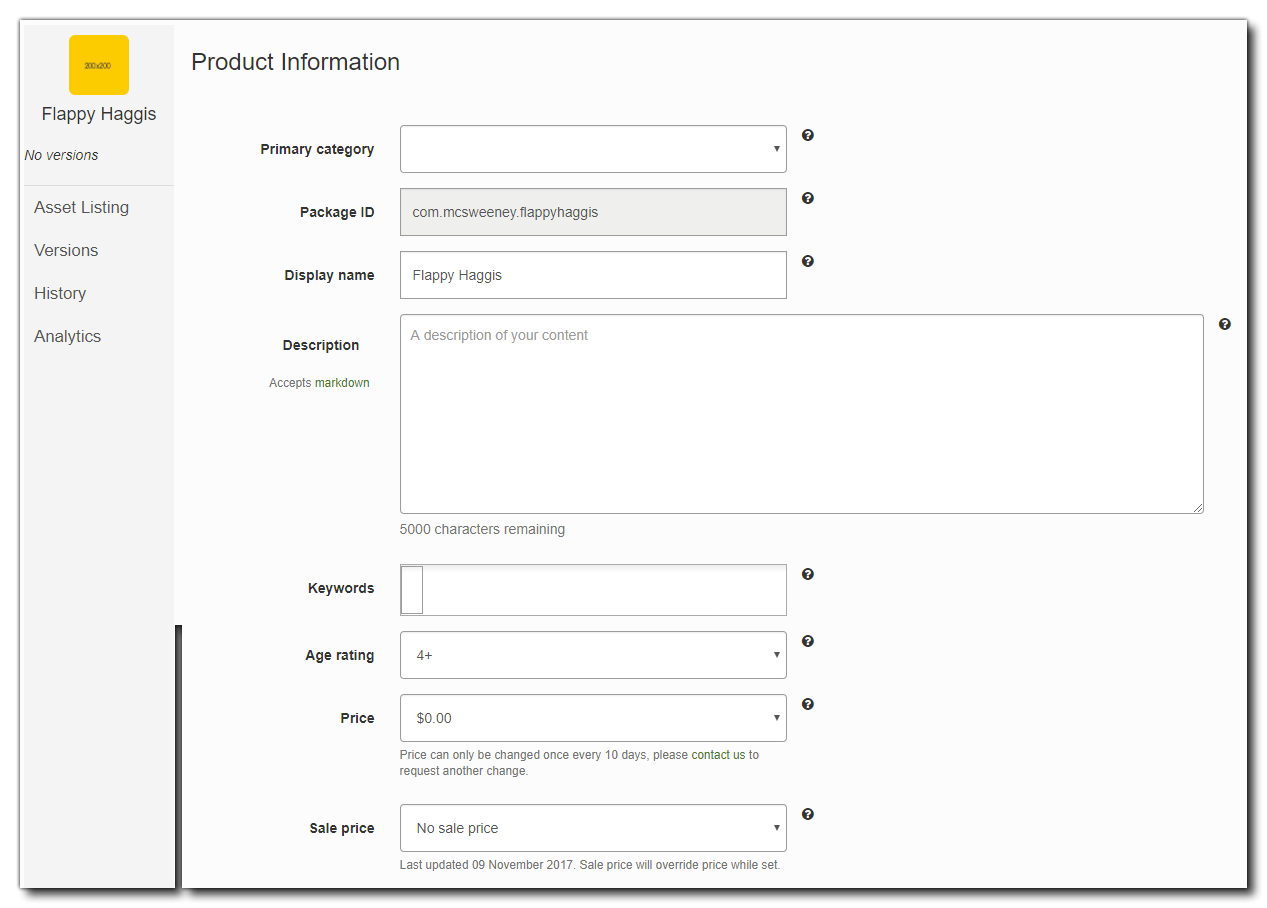 200x200
Flappy Haggis
No versions
Asset Listing
Versions
History
Analytics
Product Information
Primary category
Package ID
com.mcsweeney.flappyhaggis
Display name
Flappy Haggis
Description
Accepts markdown
A description of your content
5000 characters remaining
Keywords
Age rating
4+
Price
$0.00
Price can only be changed once every 10 days, please contact us to
request another change.
Sale price
No sale price
Last updated 09 November 2017. Sale price will override price while set.